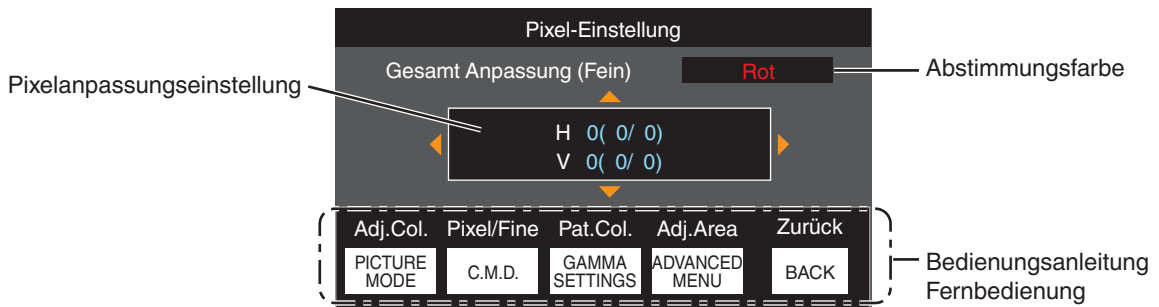 Pixel-Einstellung
Gesamt Anpassung (Fein) Rot
Abstimmungsfarbe
Pixelanpassungseinstellung
H 0( 0/ 0)
V 0( 0/ 0)
Adj.Col. Pixel/Fine Pat.Col. Adj.Area Zurück
PICTURE MODE C.M.D. GAMMA SETTINGS ADVANCED MENU BACK
Bedienungsanleitung
Fernbedienung